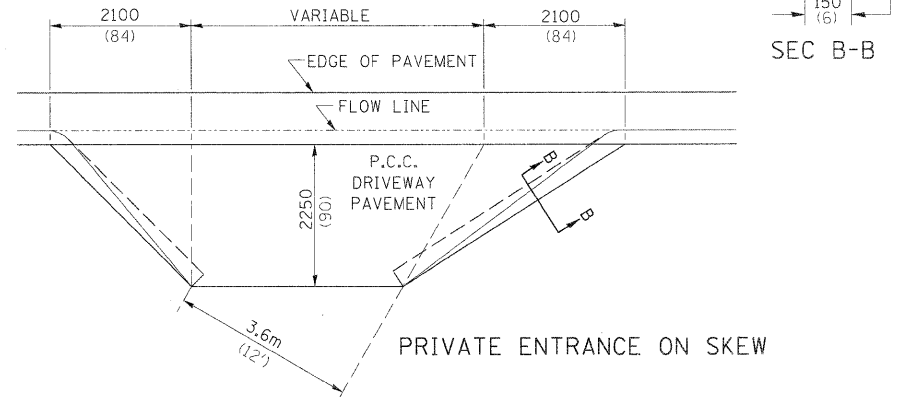 2100
(84)
VARIABLE
2100
(84)
150
(6)
SEC B-B
EDGE OF PAVEMENT
FLOW LINE
P.C.C.
DRIVEWAY
PAVEMENT
2250
(90)
B
B
3.6m
(12')
PRIVATE ENTRANCE ON SKEW